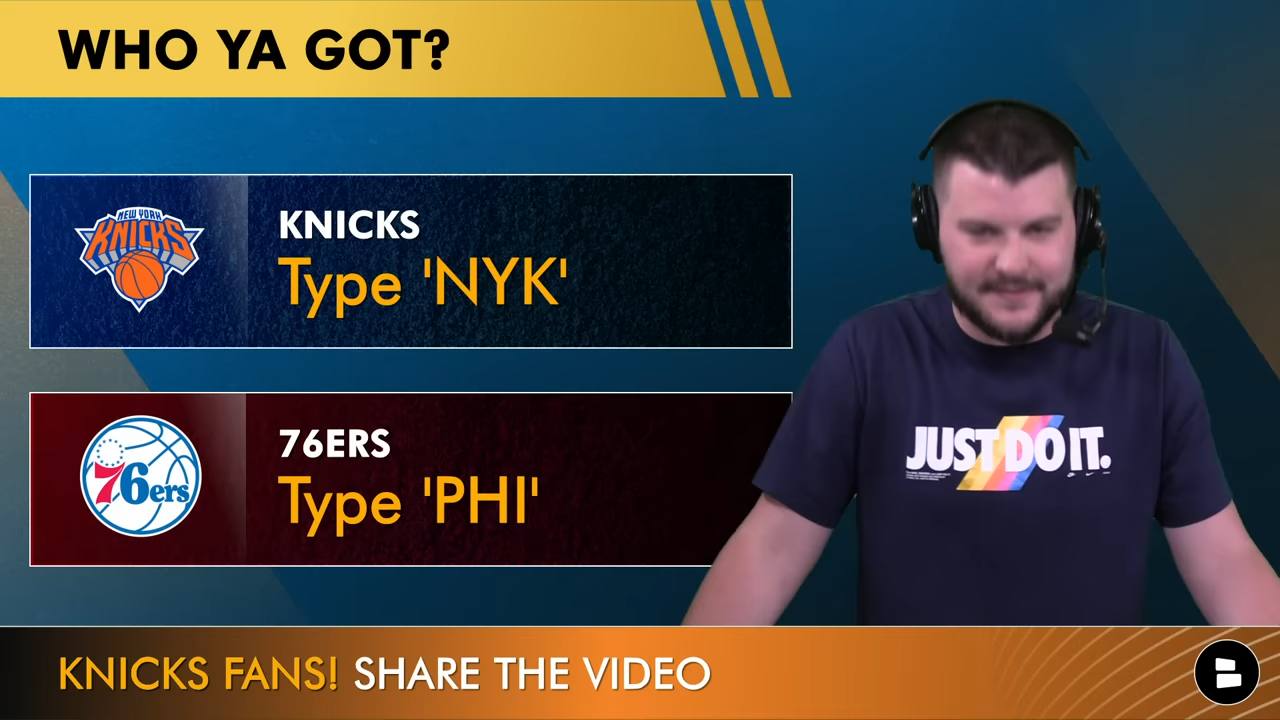 WHO YA GOT?
NEW YORK
KNICKS
KNICKS
Type 'NYK'
76ers
76ERS
Type 'PHI'
JUST DO IT.
KNICKS FANS! SHARE THE VIDEO